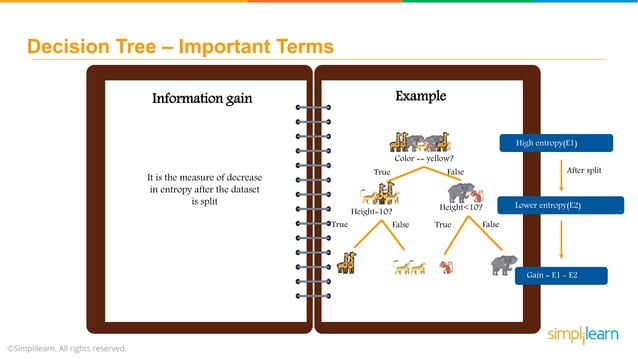 Decision Tree – Important Terms
Information gain
It is the measure of decrease
in entropy after the dataset
is split
Example
Color == yellow?
True
False
Height=10?
Height<10?
True
False
True
False
High entropy(E1)
After split
Lower entropy(E2)
Gain = E1 - E2
©Simplilearn. All rights reserved.
simplilearn